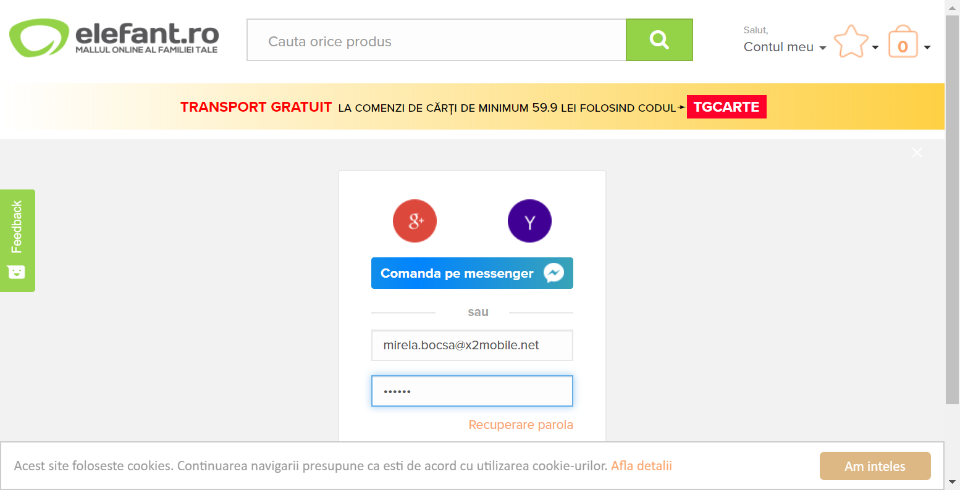 elefant.ro
MALLUL ONLINE AL FAMILIEI TALE
Cauta orice produs
Salut,
Contul meu
0
TRANSPORT GRATUIT LA COMENZI DE CĂRȚI DE MINIMUM 59.9 LEI FOLOSIND CODUL TGCARTE
Feedback
g+
Y
Comanda pe messenger
sau
mirela.bocsa@x2mobile.net
••••••
Recuperare parola
Acest site foloseste cookies. Continuarea navigarii presupune ca esti de acord cu utilizarea cookie-urilor. Afla detalii
Am inteles